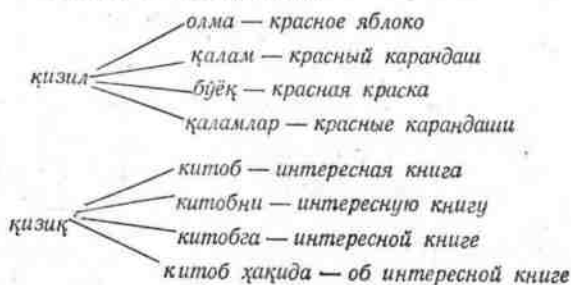 олма — красное яблоко
қалам — красный карандаш
қизил
бўёқ — красная краска
қаламлар — красные карандаши
китоб — интересная книга
китобни — интересную книгу
қизиқ
китобга — интересной книге
китоб ҳақида — об интересной книге